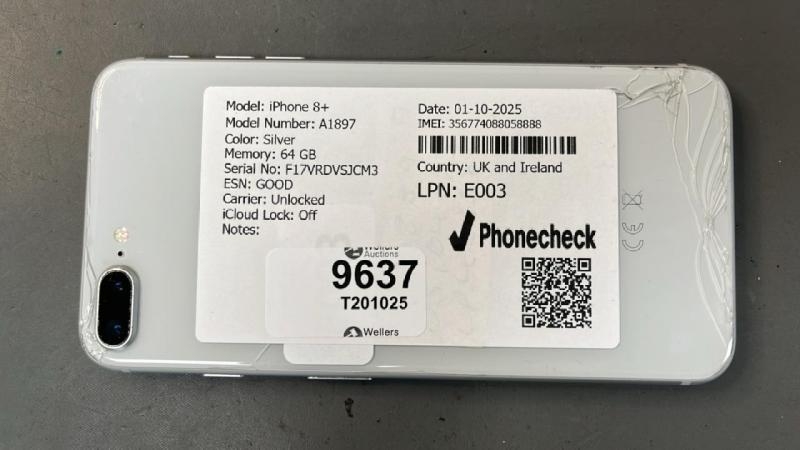 Model: iPhone 8+
Model Number: A1897
Color: Silver
Memory: 64 GB
Serial No: F17VRDVSJCM3
ESN: GOOD
Carrier: Unlocked
iCloud Lock: Off
Notes:
Date: 01-10-2025
IMEI: 356774088058888
Country: UK and Ireland
LPN: E003
Phonecheck
Wellers
Auctions
9637
T201025
Wellers
CE